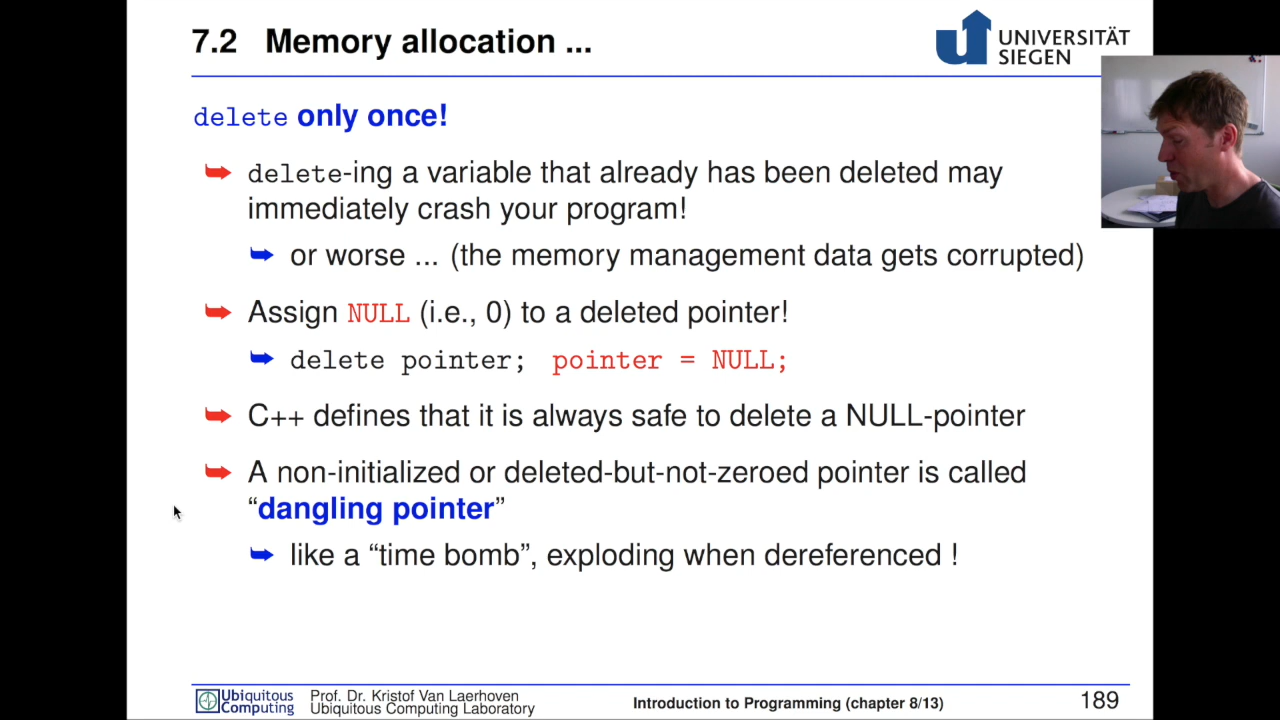 7.2 Memory allocation ...
UNIVERSITÄT
SIEGEN
delete only once!
delete-ing a variable that already has been deleted may
immediately crash your program!
or worse ... (the memory management data gets corrupted)
Assign NULL (i.e., 0) to a deleted pointer!
delete pointer; pointer = NULL;
C++ defines that it is always safe to delete a NULL-pointer
A non-initialized or deleted-but-not-zeroed pointer is called
“dangling pointer”
like a “time bomb”, exploding when dereferenced !
Ubiquitous
Computing
Prof. Dr. Kristof Van Laerhoven
Ubiquitous Computing Laboratory
Introduction to Programming (chapter 8/13)
189